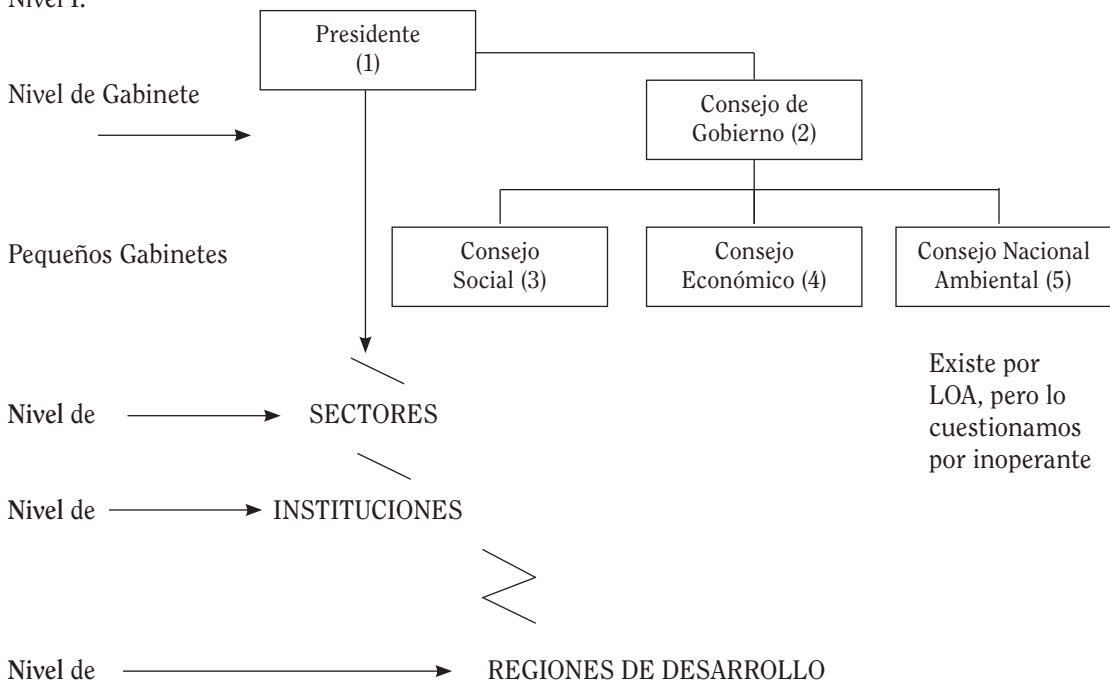 Nivel I.
Presidente
(1)
Nivel de Gabinete
Consejo de
Gobierno (2)
Pequeños Gabinetes
Consejo
Social (3)
Consejo
Económico (4)
Consejo Nacional
Ambiental (5)
Existe por
LOA, pero lo
cuestionamos
por inoperante
Nivel de
SECTORES
Nivel de
INSTITUCIONES
Nivel de
REGIONES DE DESARROLLO